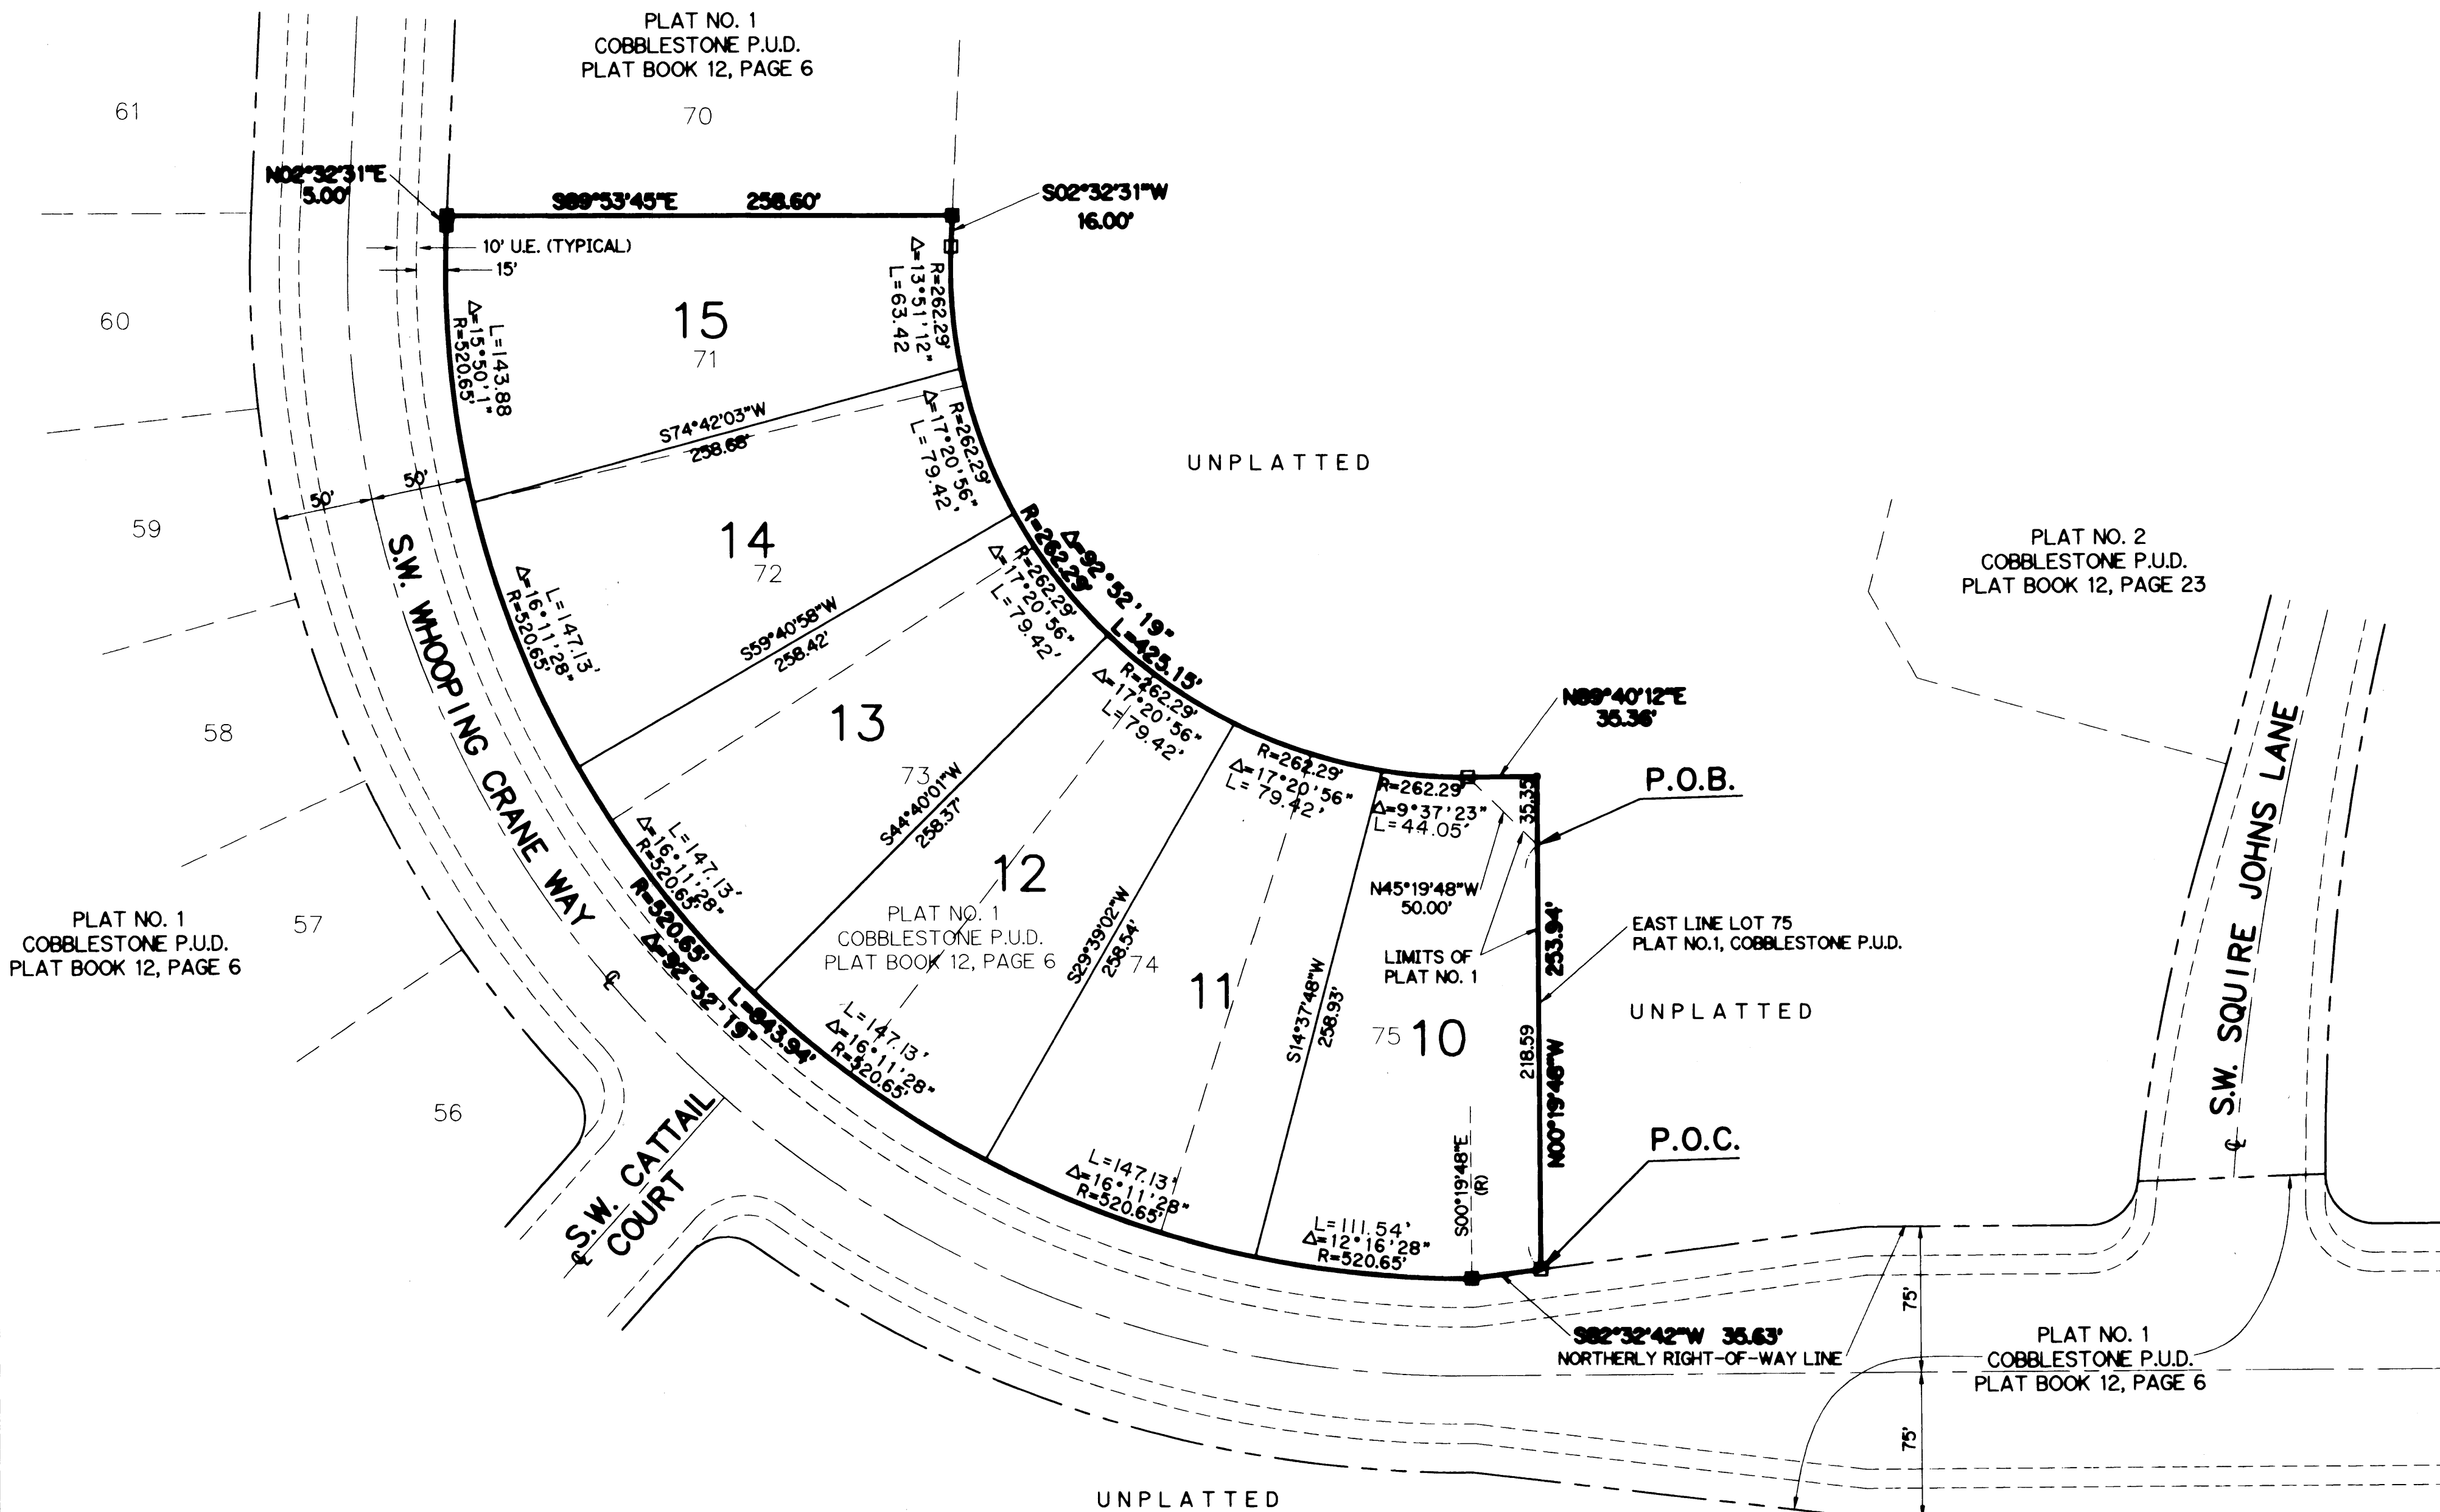 PLAT NO. 1
COBBLESTONE P.U.D.
PLAT BOOK 12, PAGE 6
61
70
N02°32'31"E
5.00'
S89°53'45"E 258.60'
S02°32'31"W
16.00'
10' U.E. (TYPICAL)
15'
R=262.29'
Δ=13°51'12"
L=63.42
15
71
60
L=143.88
Δ=15°50'1"
R=520.65'
S74°42'03"W
258.68'
R=262.29'
Δ=17°20'56"
L=79.42'
UNPLATTED
50'
50'
59
14
72
S.W. WHOOPING CRANE WAY
L=147.13'
Δ=16°11'28"
R=520.65'
S59°40'58"W
258.42'
Δ=92°52'19"
R=262.29'
L=425.15'
R=262.29'
Δ=17°20'56"
L=79.42'
PLAT NO. 2
COBBLESTONE P.U.D.
PLAT BOOK 12, PAGE 23
58
13
73
R=262.29'
Δ=17°20'56"
L=79.42'
N89°40'12"E
35.36'
S44°40'01"W
258.37'
R=262.29'
Δ=17°20'56"
L=79.42'
R=262.29'
Δ=9°37'23"
L=44.05'
35.35
P.O.B.
S.W. SQUIRE JOHNS LANE
L=147.13'
Δ=16°11'28"
R=520.65'
R=520.65'
Δ=92°52'19"
L=843.94'
12
N45°19'48"W
50.00'
PLAT NO. 1
COBBLESTONE P.U.D.
PLAT BOOK 12, PAGE 6
57
PLAT NO. 1
COBBLESTONE P.U.D.
PLAT BOOK 12, PAGE 6
S29°39'02"W
258.54'
74
LIMITS OF
PLAT NO. 1
253.94'
EAST LINE LOT 75
PLAT NO.1, COBBLESTONE P.U.D.
11
S14°37'48"W
258.93'
75
10
218.59
N00°19'48"W
UNPLATTED
L=147.13'
Δ=16°11'28"
R=520.65'
56
S.W. CATTAIL
COURT
P.O.C.
S00°19'48"E
(R)
L=147.13'
Δ=16°11'28"
R=520.65'
L=111.54'
Δ=12°16'28"
R=520.65'
S82°32'42"W 35.63'
NORTHERLY RIGHT-OF-WAY LINE
75'
75'
PLAT NO. 1
COBBLESTONE P.U.D.
PLAT BOOK 12, PAGE 6
UNPLATTED